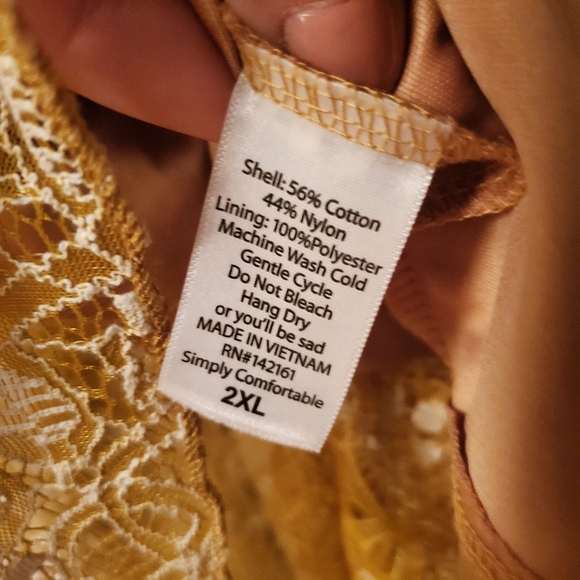 Shell: 56% Cotton
44% Nylon
Lining: 100%Polyester
Machine Wash Cold
Gentle Cycle
Do Not Bleach
Hang Dry
or you'll be sad
MADE IN VIETNAM
RN#142161
Simply Comfortable
2XL